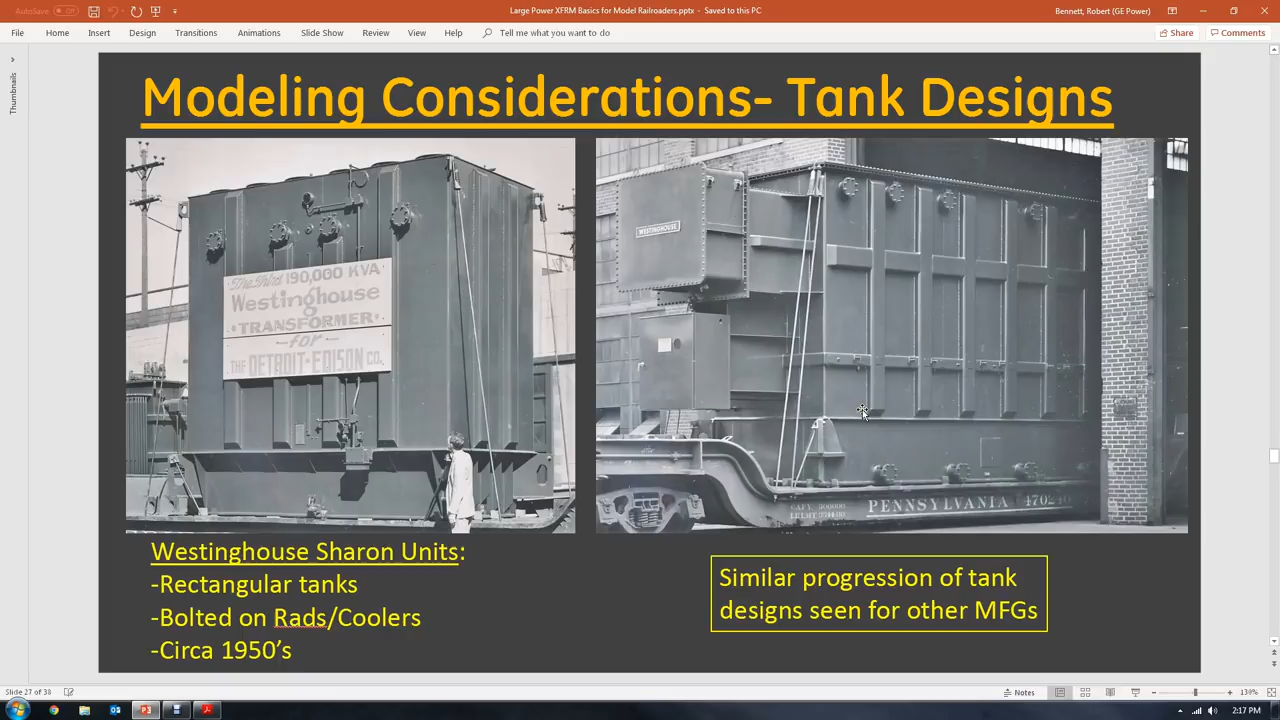 AutoSave Off
Large Power XFRM Basics for Model Railroaders.pptx - Saved to this PC
Bennett, Robert (GE Power)
File Home Insert Design Transitions Animations Slide Show Review View Help Tell me what you want to do Share Comments
Thumbnails
Modeling Considerations- Tank Designs
The Third 190,000 KVA
Westinghouse
TRANSFORMER
-for-
THE DETROIT EDISON CO.
WESTINGHOUSE
PENNSYLVANIA
Westinghouse Sharon Units:
-Rectangular tanks
-Bolted on Rads/Coolers
-Circa 1950's
Similar progression of tank
designs seen for other MFGs
Slide 27 of 38
Notes
130%
2:17 PM